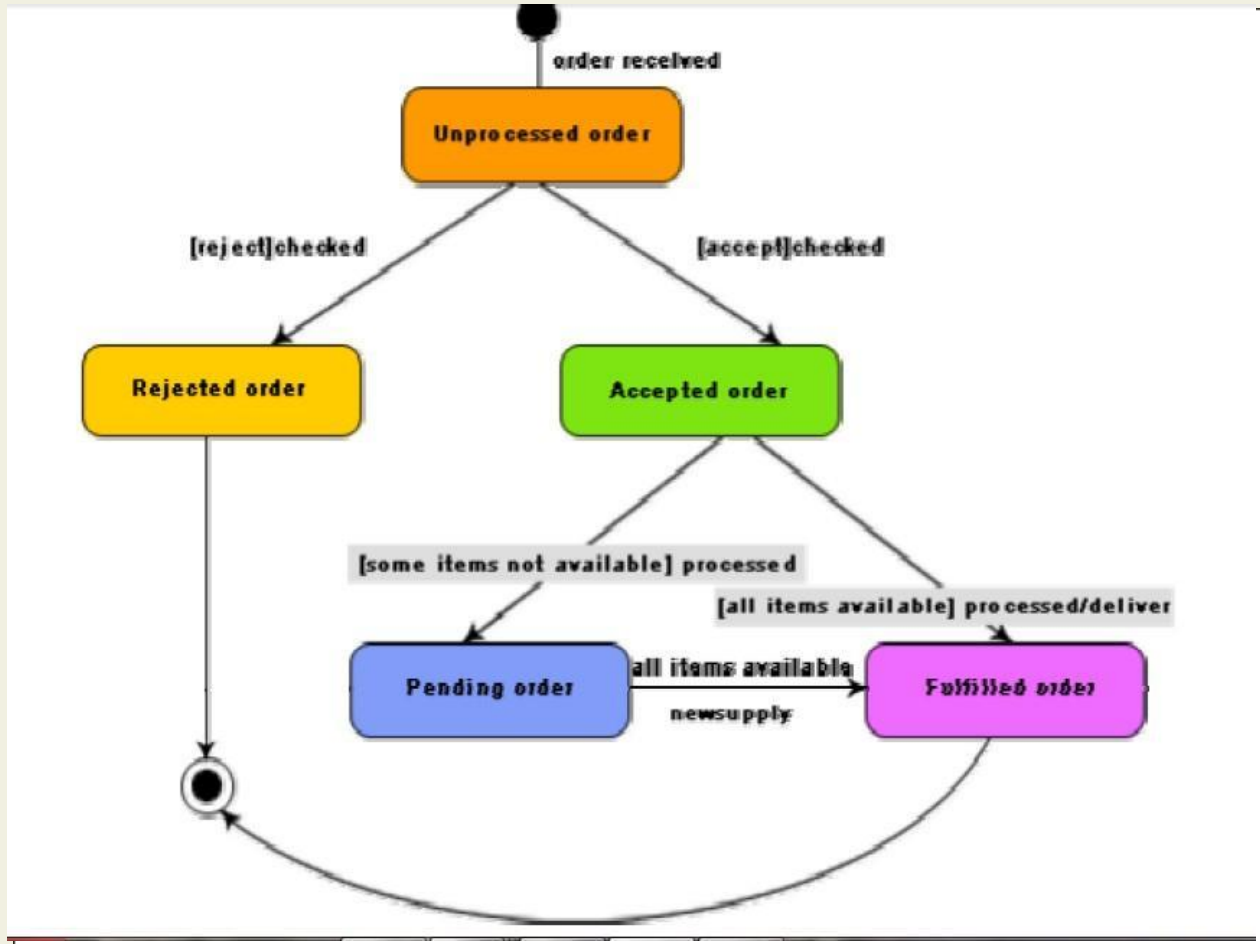 order received
Unprocessed order
[reject]checked
[accept]checked
Rejected order
Accepted order
[some items not available] processed
[all items available] processed/deliver
all items available
Pending order
Fulfilled order
newsupply